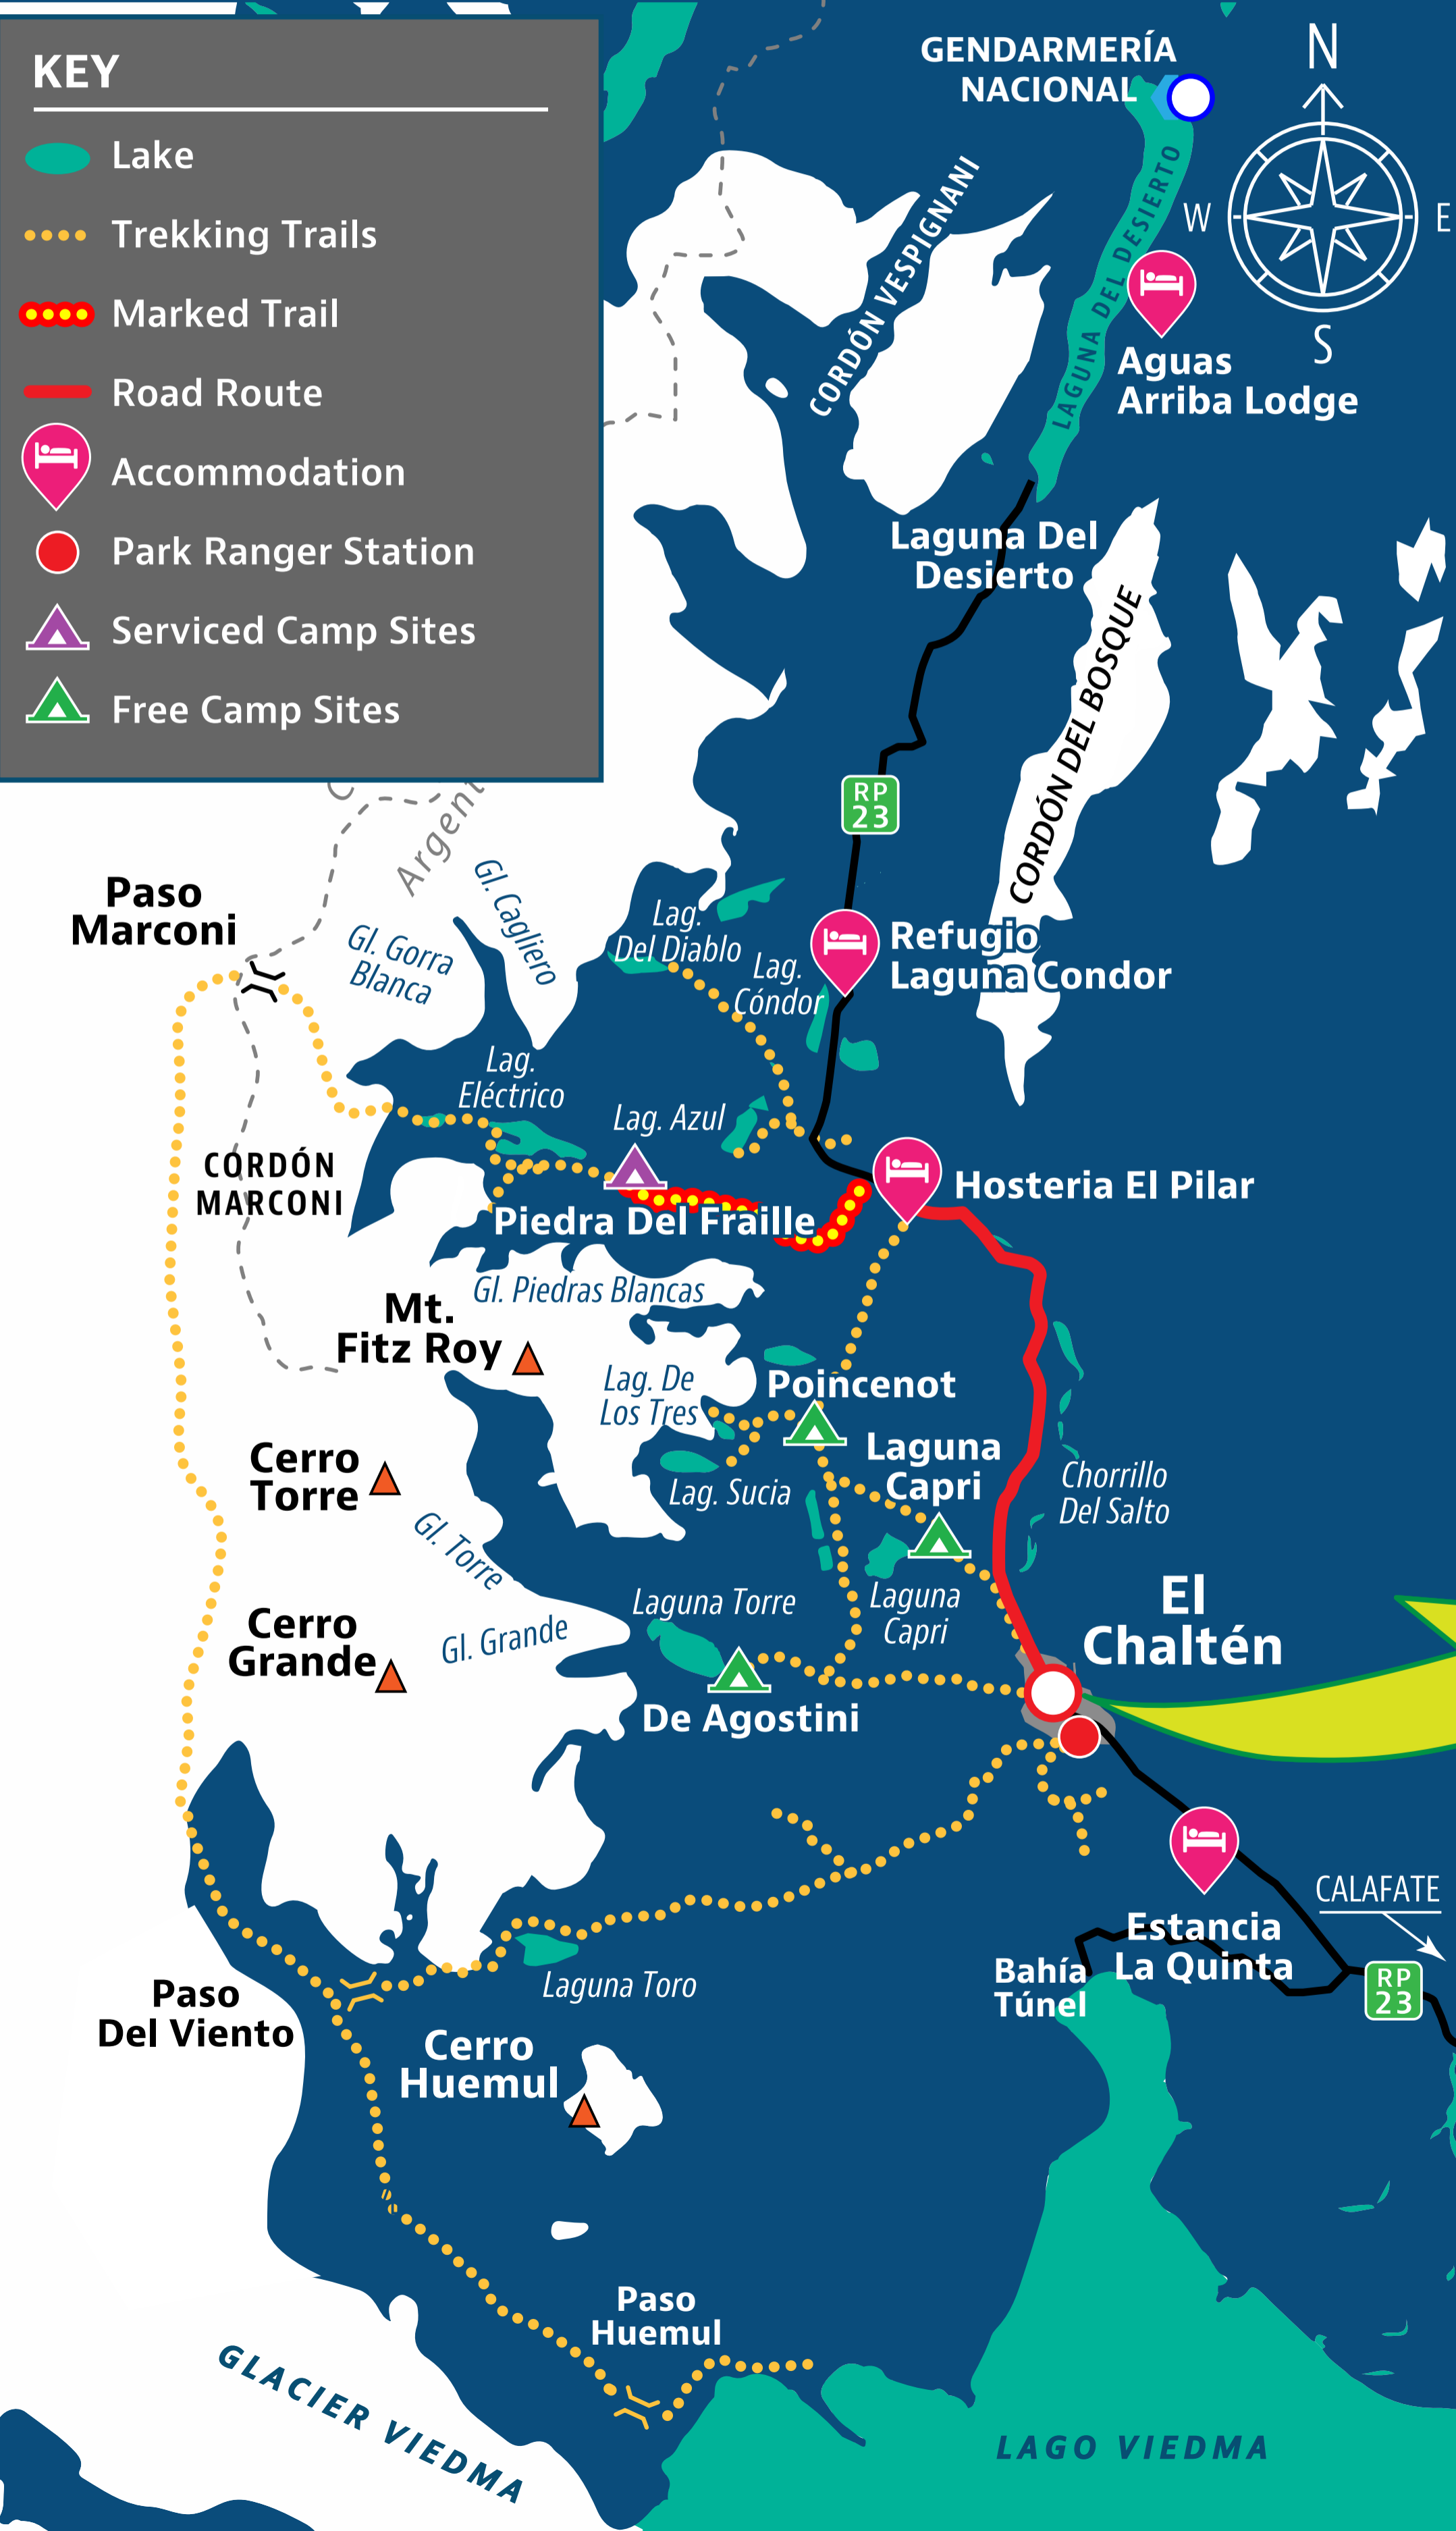 KEY
Lake
Trekking Trails
Marked Trail
Road Route
Accommodation
Park Ranger Station
Serviced Camp Sites
Free Camp Sites
GENDARMERÍA
NACIONAL
N
W
E
S
LAGUNA DEL DESIERTO
CORDÓN VESPIGNANI
Aguas
Arriba Lodge
Laguna Del
Desierto
CORDÓN DEL BOSQUE
RP
23
Argent
Paso
Marconi
Gl. Gorra
Blanca
Gl. Cagliero
Lag.
Del Diablo
Lag.
Cóndor
Refugio
Laguna Condor
Lag.
Eléctrico
Lag. Azul
CORDÓN
MARCONI
Hosteria El Pilar
Piedra Del Fraille
Gl. Piedras Blancas
Mt.
Fitz Roy
Lag. De
Los Tres
Poincenot
Laguna
Capri
Cerro
Torre
Lag. Sucia
Chorrillo
Del Salto
Gl. Torre
Laguna Torre
Laguna
Capri
El
Chaltén
Cerro
Grande
Gl. Grande
De Agostini
CALAFATE
Estancia
La Quinta
Bahía
Túnel
RP
23
Laguna Toro
Paso
Del Viento
Cerro
Huemul
Paso
Huemul
GLACIER VIEDMA
LAGO VIEDMA